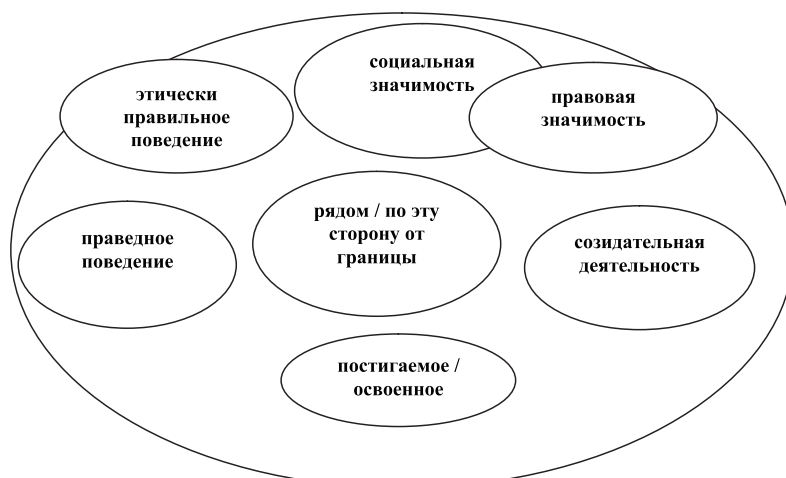 социальная
значимость
этически
правильное
поведение
правовая
значимость
рядом / по эту
сторону от
границы
праведное
поведение
созидательная
деятельность
постигаемое /
освоенное